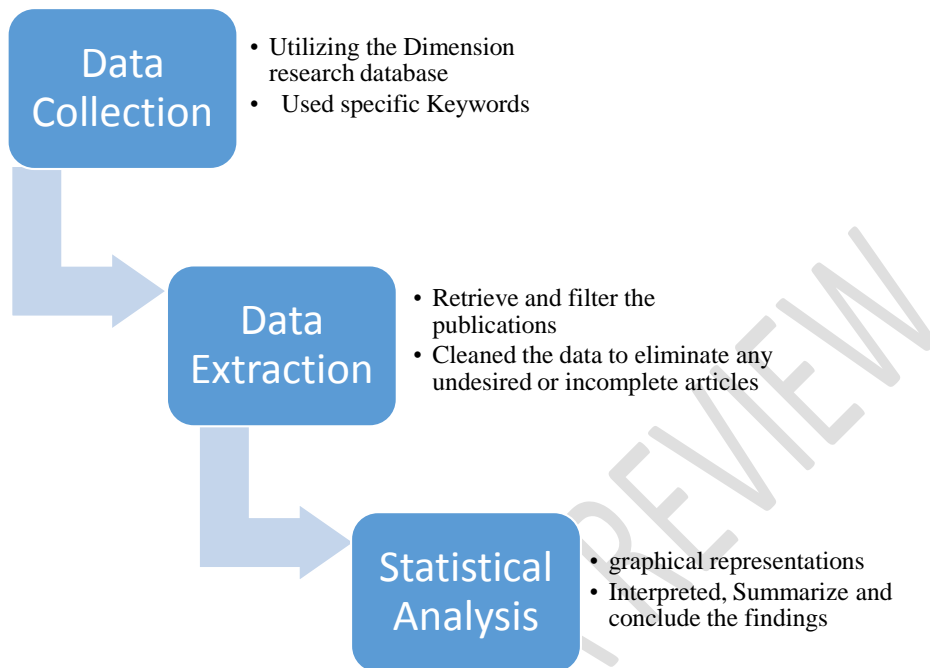 Data
Collection
• Utilizing the Dimension
research database
• Used specific Keywords
Data
Extraction
• Retrieve and filter the
publications
• Cleaned the data to eliminate any
undesired or incomplete articles
Statistical
Analysis
• graphical representations
• Interpreted, Summarize and
conclude the findings
REVIEW